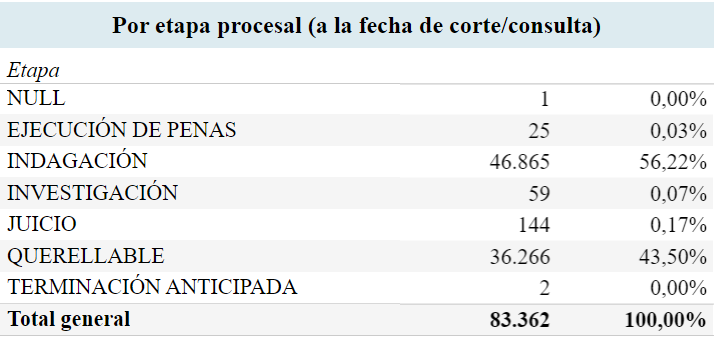 Por etapa procesal (a la fecha de corte/consulta)
Etapa
NULL 1 0,00%
EJECUCIÓN DE PENAS 25 0,03%
INDAGACIÓN 46.865 56,22%
INVESTIGACIÓN 59 0,07%
JUICIO 144 0,17%
QUERELLABLE 36.266 43,50%
TERMINACIÓN ANTICIPADA 2 0,00%
Total general 83.362 100,00%